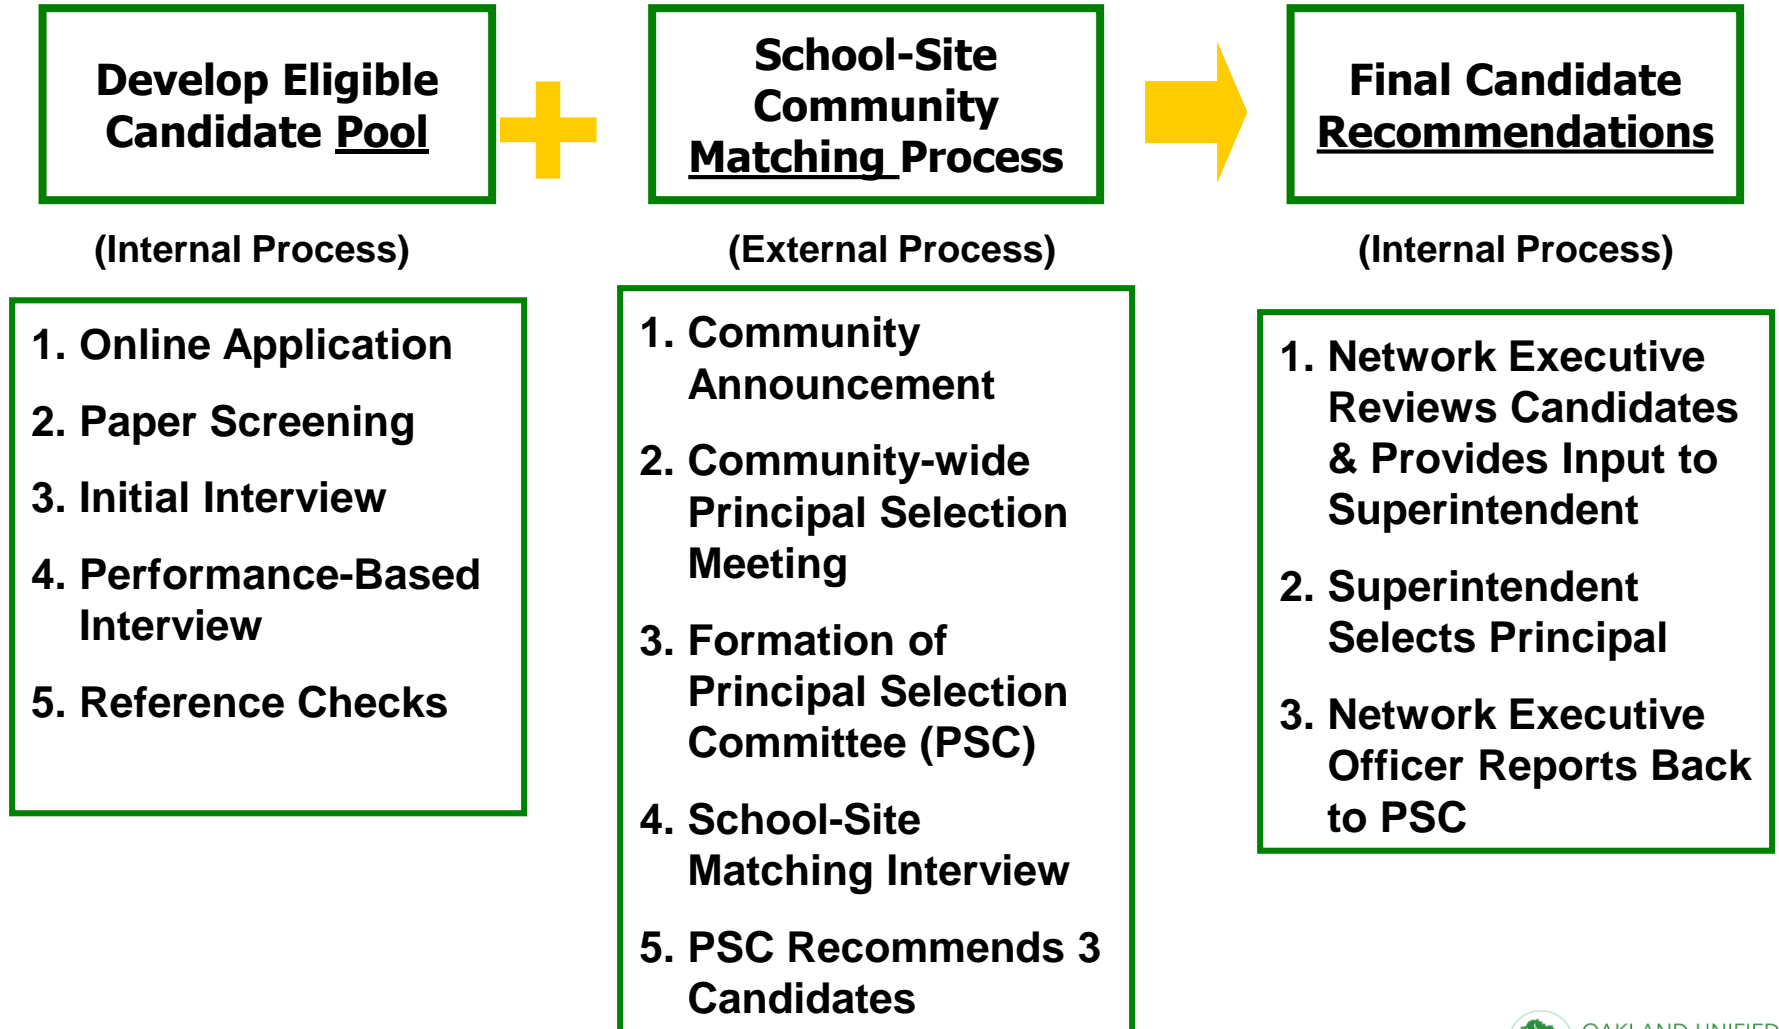 Develop Eligible
Candidate Pool
(Internal Process)
1. Online Application
2. Paper Screening
3. Initial Interview
4. Performance-Based
Interview
5. Reference Checks
School-Site
Community
Matching Process
(External Process)
1. Community
Announcement
2. Community-wide
Principal Selection
Meeting
3. Formation of
Principal Selection
Committee (PSC)
4. School-Site
Matching Interview
5. PSC Recommends 3
Candidates
Final Candidate
Recommendations
(Internal Process)
1. Network Executive
Reviews Candidates
& Provides Input to
Superintendent
2. Superintendent
Selects Principal
3. Network Executive
Officer Reports Back
to PSC
OAKLAND UNIFIED